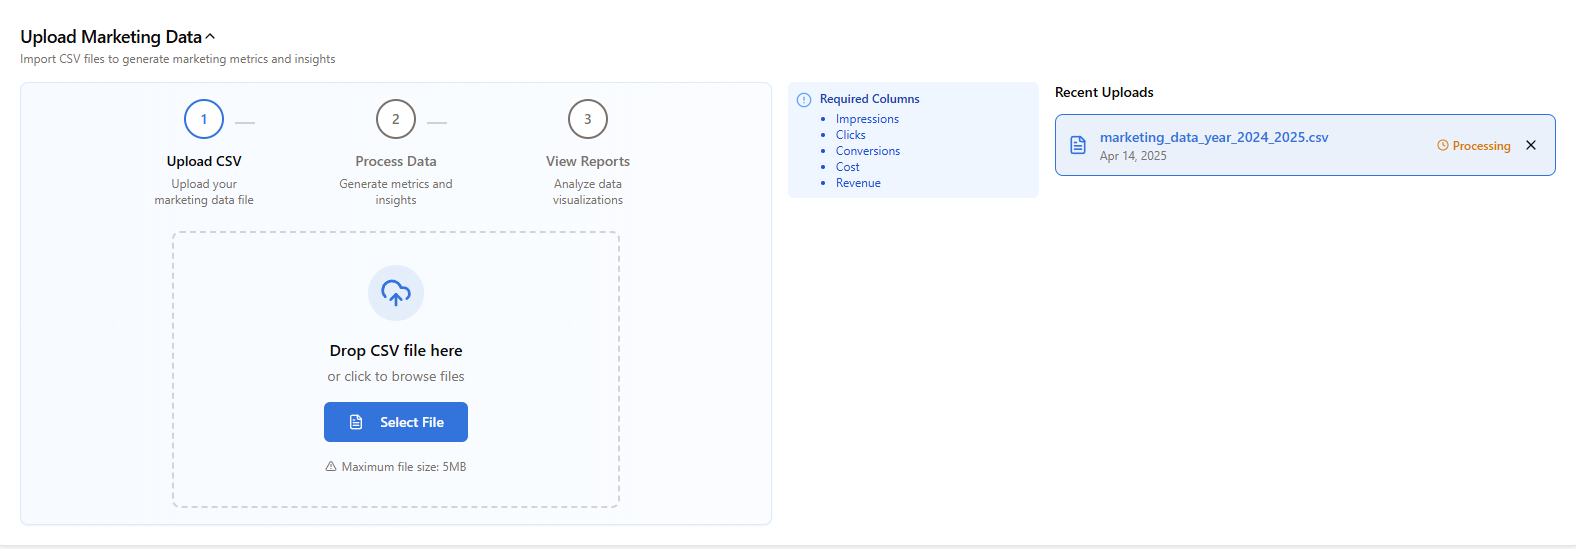 Upload Marketing Data
Import CSV files to generate marketing metrics and insights
1
Upload CSV
Upload your
marketing data file
2
Process Data
Generate metrics and
insights
3
View Reports
Analyze data
visualizations
Drop CSV file here
or click to browse files
Select File
Maximum file size: 5MB
Required Columns
Impressions
Clicks
Conversions
Cost
Revenue
Recent Uploads
marketing_data_year_2024_2025.csv
Apr 14, 2025
Processing